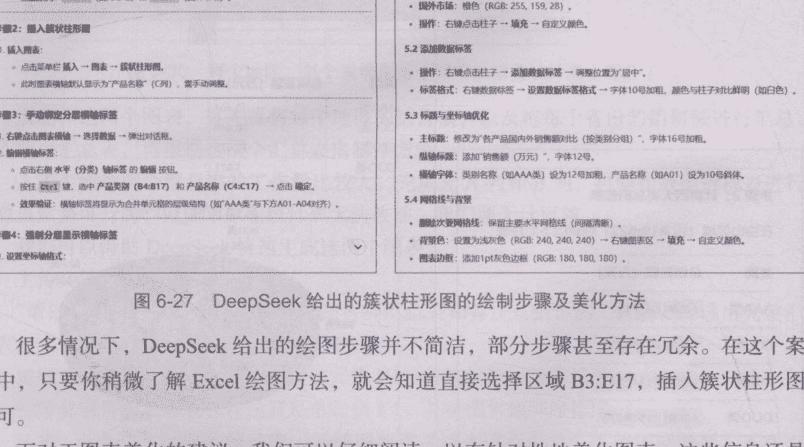 步骤2：插入簇状柱形图
插入图表：
点击菜单栏 插入 → 图表 → 簇状柱形图。
此时图表横轴默认显示为“产品名称”（C列），需手动调整。
步骤3：手动绑定分层横轴标签
右键点击图表横轴 → 选择数据 → 弹出对话框。
编辑横轴标签：
点击右侧 水平（分类）轴标签 的 编辑 按钮。
按住 Ctrl 键，选中 产品类别（B4:B17） 和 产品名称（C4:C17） → 点击 确定。
效果验证：横轴标签将显示为合并单元格的层级结构（如“AAA类”与下方A01-A04对齐）。
步骤4：强制分层显示横轴标签
设置坐标轴格式：
国外市场：橙色（RGB: 255, 159, 28）。
操作：右键点击柱子 → 填充 → 自定义颜色。
5.2 添加数据标签
操作：右键点击柱子 → 添加数据标签 → 调整位置为“居中”。
标签格式：右键数据标签 → 设置数据标签格式 → 字体10号加粗，颜色与柱子对比鲜明（如白色）。
5.3 标题与坐标轴优化
主标题：修改为“各产品国内外销售额对比（按类别分组）”，字体16号加粗。
纵轴标题：添加“销售额（万元）”，字体12号。
横轴字体：类别名称（如AAA类）设为12号加粗，产品名称（如A01）设为10号斜体。
5.4 网格线与背景
删除次要网格线：保留主要水平网格线（间隔清晰）。
背景色：设置为浅灰色（RGB: 240, 240, 240）→ 右键图表区 → 填充 → 自定义颜色。
图表边框：添加1pt灰色边框（RGB: 180, 180, 180）。
图 6-27 DeepSeek 给出的簇状柱形图的绘制步骤及美化方法
很多情况下，DeepSeek 给出的绘图步骤并不简洁，部分步骤甚至存在冗余。在这个案
中，只要你稍微了解 Excel 绘图方法，就会知道直接选择区域 B3:E17，插入簇状柱形图
可。